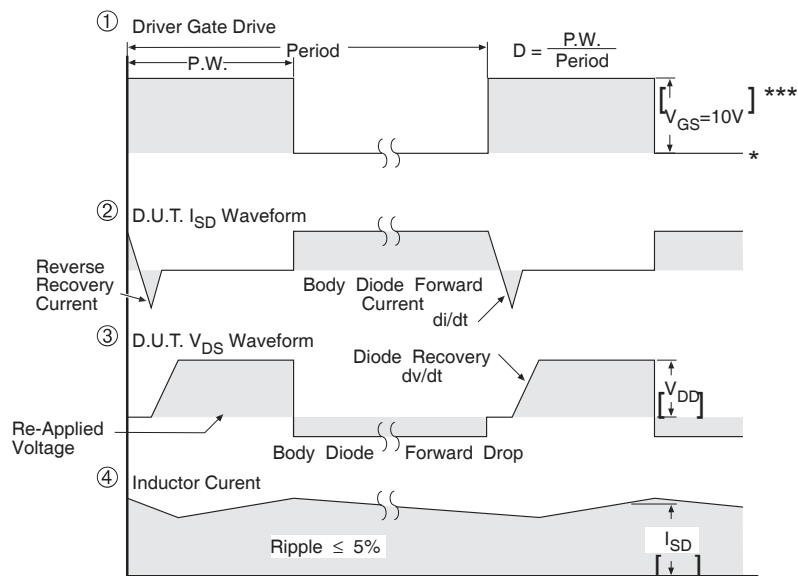 ① Driver Gate Drive
Period
P.W.
D = P.W.
Period
[ ] ***
V_GS=10V
*
② D.U.T. I_SD Waveform
Reverse
Recovery
Current
Body Diode Forward
Current
di/dt
③ D.U.T. V_DS Waveform
Diode Recovery
dv/dt
[V_DD]
Re-Applied
Voltage
Body Diode Forward Drop
④ Inductor Curent
Ripple ≤ 5%
I_SD
[ ]